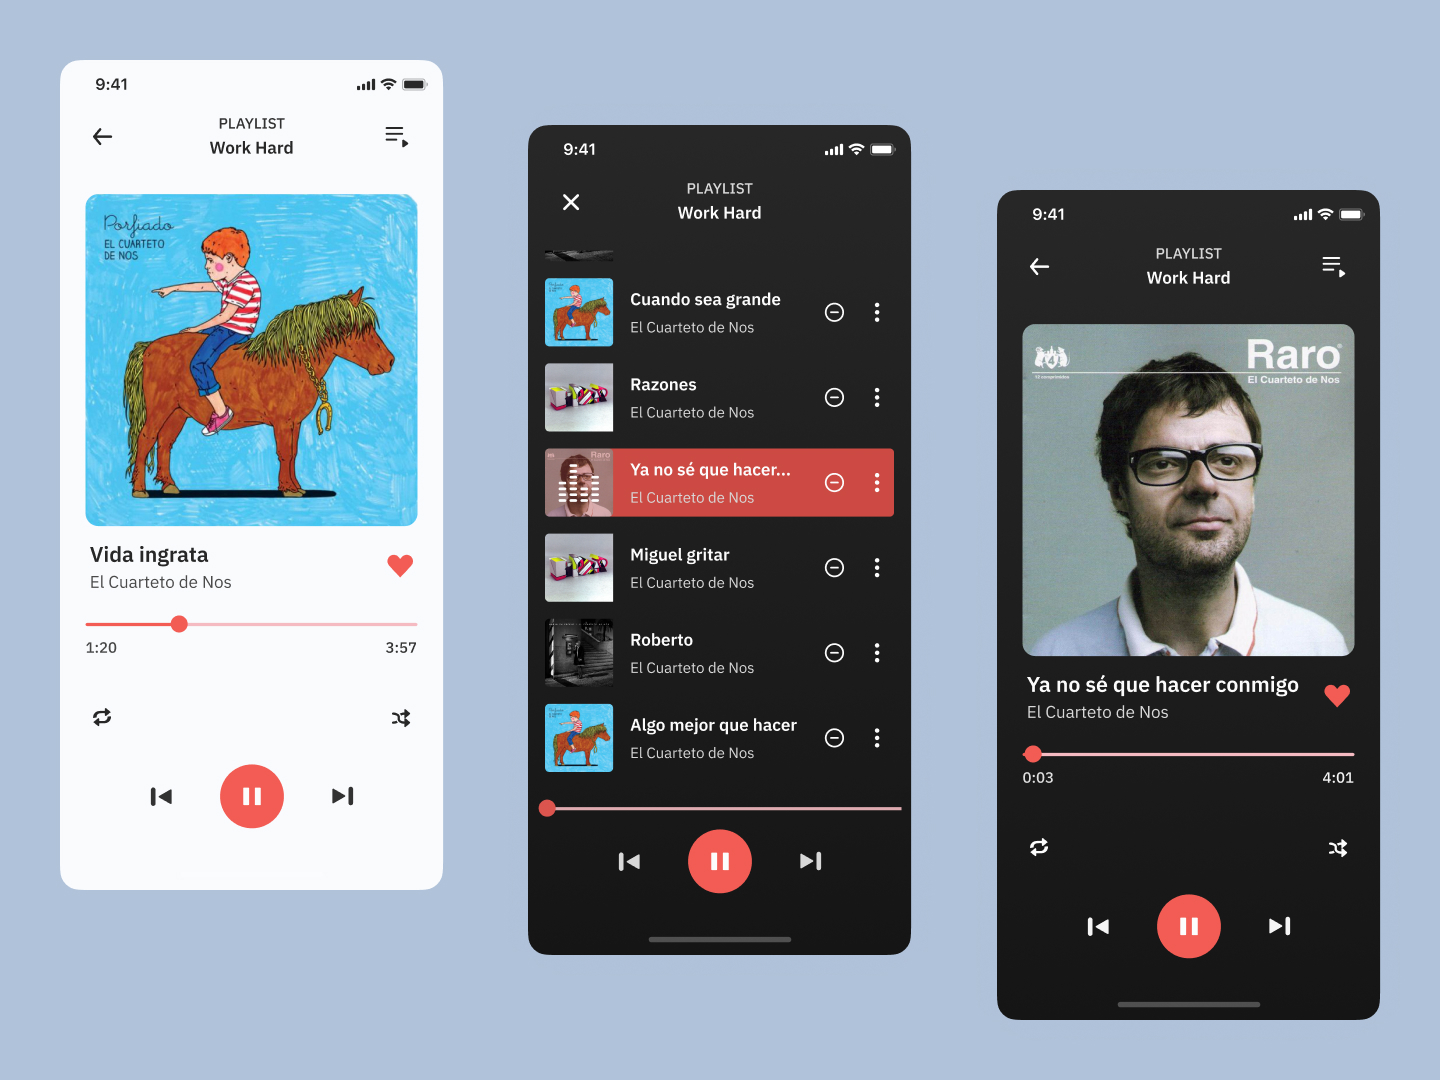 9:41
PLAYLIST
Work Hard
Porfiado
EL CUARTETO
DE NOS
Vida ingrata
El Cuarteto de Nos
1:20
3:57
9:41
PLAYLIST
Work Hard
Cuando sea grande
El Cuarteto de Nos
Razones
El Cuarteto de Nos
Raro
Ya no sé que hacer...
El Cuarteto de Nos
Miguel gritar
El Cuarteto de Nos
Roberto
El Cuarteto de Nos
Algo mejor que hacer
El Cuarteto de Nos
9:41
PLAYLIST
Work Hard
Raro
El Cuarteto de Nos
Ya no sé que hacer conmigo
El Cuarteto de Nos
0:03
4:01